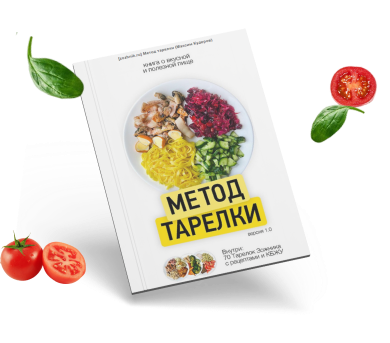 книга о вкусной
и полезной пище
МЕТОД
ТАРЕЛКИ
версия 1.0
Внутри:
70 Тарелок Зожника
с рецептами и КБЖУ